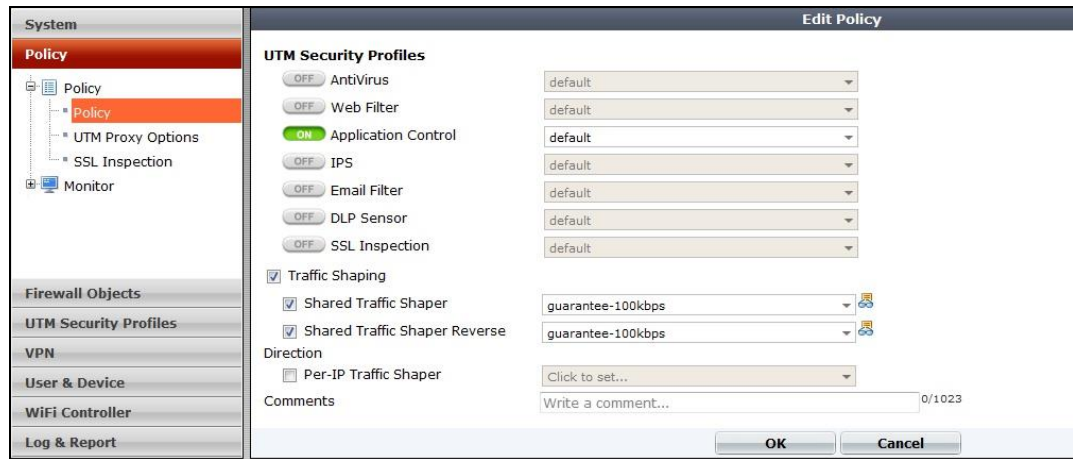 System
Policy
Policy
Policy
UTM Proxy Options
SSL Inspection
Monitor
Firewall Objects
UTM Security Profiles
VPN
User & Device
WiFi Controller
Log & Report
Edit Policy
UTM Security Profiles
OFF AntiVirus default
OFF Web Filter default
ON Application Control default
OFF IPS default
OFF Email Filter default
OFF DLP Sensor default
OFF SSL Inspection default
Traffic Shaping
Shared Traffic Shaper guarantee-100kbps
Shared Traffic Shaper Reverse guarantee-100kbps
Direction
Per-IP Traffic Shaper Click to set...
Comments Write a comment... 0/1023
OK Cancel